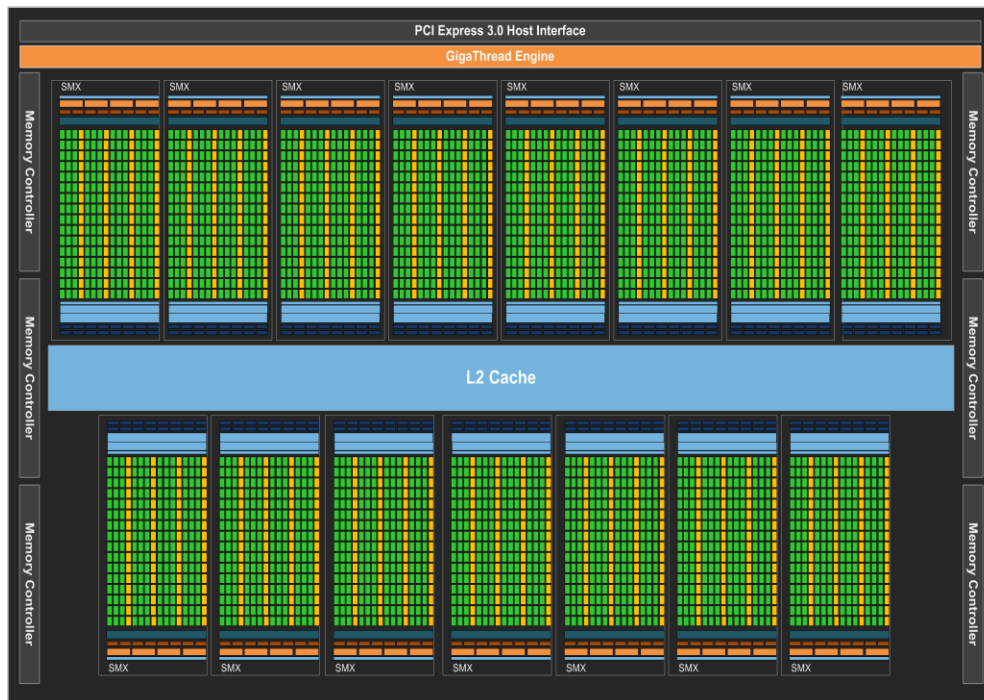 PCI Express 3.0 Host Interface
GigaThread Engine
SMX
SMX
SMX
SMX
SMX
SMX
SMX
SMX
Memory Controller
Memory Controller
Memory Controller
Memory Controller
L2 Cache
Memory Controller
Memory Controller
SMX
SMX
SMX
SMX
SMX
SMX
SMX